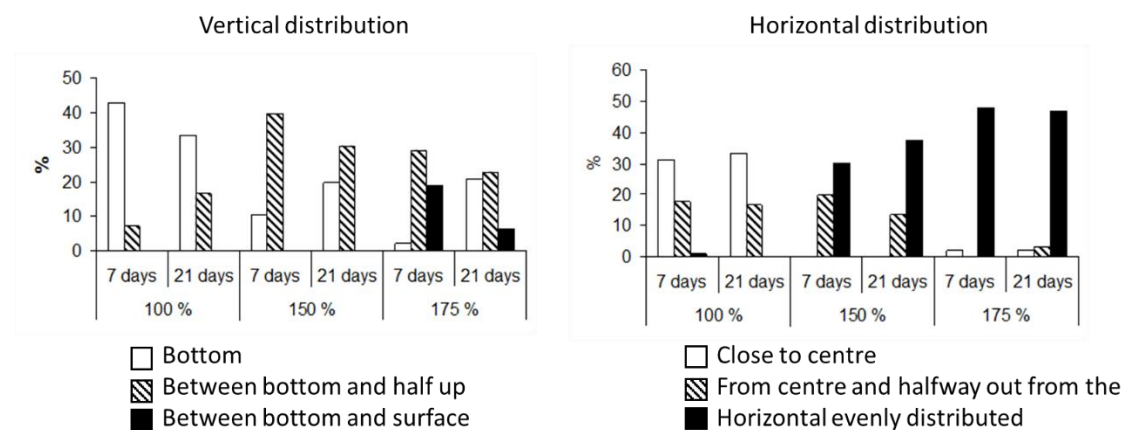 Vertical distribution
50
40
30
20
10
0
%
7 days 21 days 7 days 21 days 7 days 21 days
100 % 150 % 175 %
Bottom
Between bottom and half up
Between bottom and surface
Horizontal distribution
60
50
40
30
20
10
0
%
7 days 21 days 7 days 21 days 7 days 21 days
100 % 150 % 175 %
Close to centre
From centre and halfway out from the
Horizontal evenly distributed